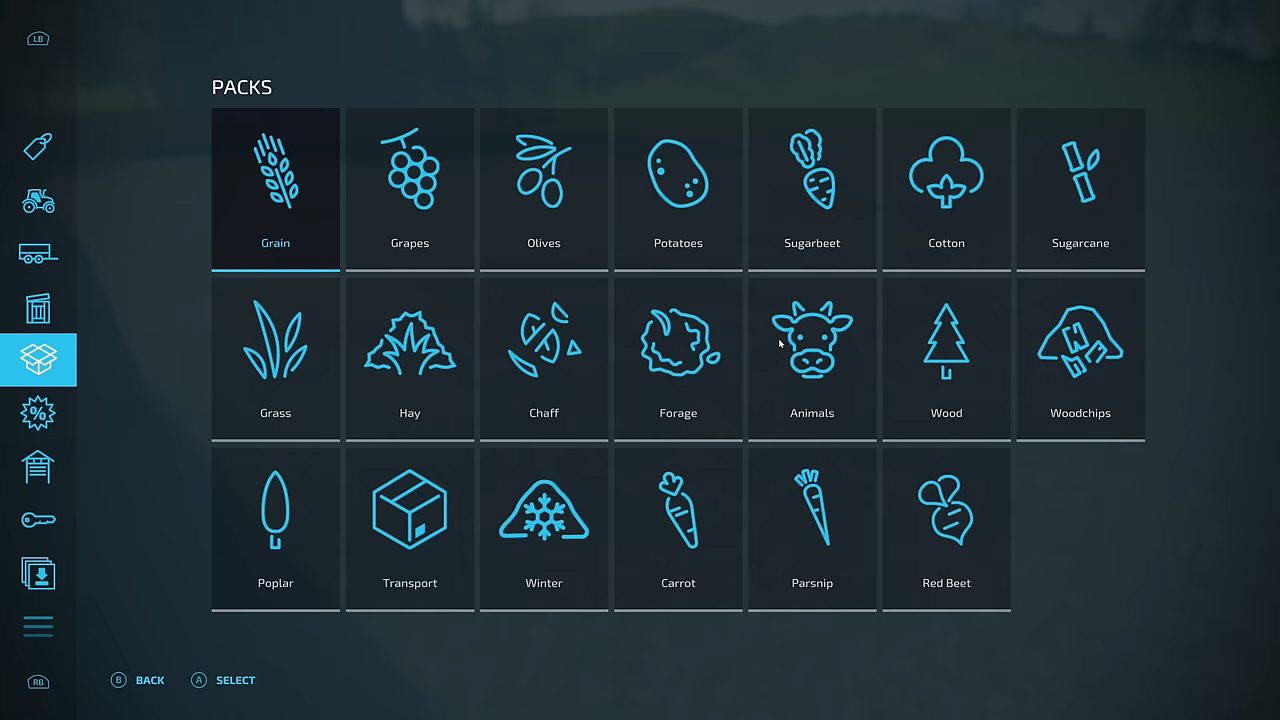 LB
PACKS
Grain
Grapes
Olives
Potatoes
Sugarbeet
Cotton
Sugarcane
Grass
Hay
Chaff
Forage
Animals
Wood
Woodchips
Poplar
Transport
Winter
Carrot
Parsnip
Red Beet
%
RB
B BACK
A SELECT